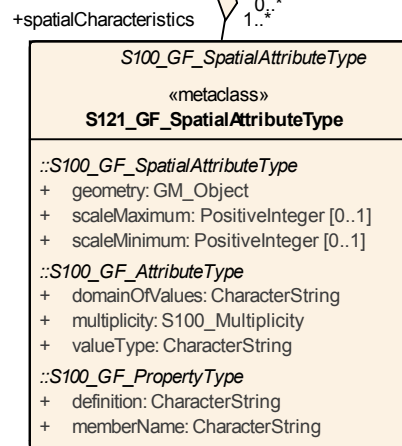 0..*
+spatialCharacteristics 1..*
S100_GF_SpatialAttributeType
«metaclass»
S121_GF_SpatialAttributeType
::S100_GF_SpatialAttributeType
+ geometry: GM_Object
+ scaleMaximum: PositiveInteger [0..1]
+ scaleMinimum: PositiveInteger [0..1]
::S100_GF_AttributeType
+ domainOfValues: CharacterString
+ multiplicity: S100_Multiplicity
+ valueType: CharacterString
::S100_GF_PropertyType
+ definition: CharacterString
+ memberName: CharacterString